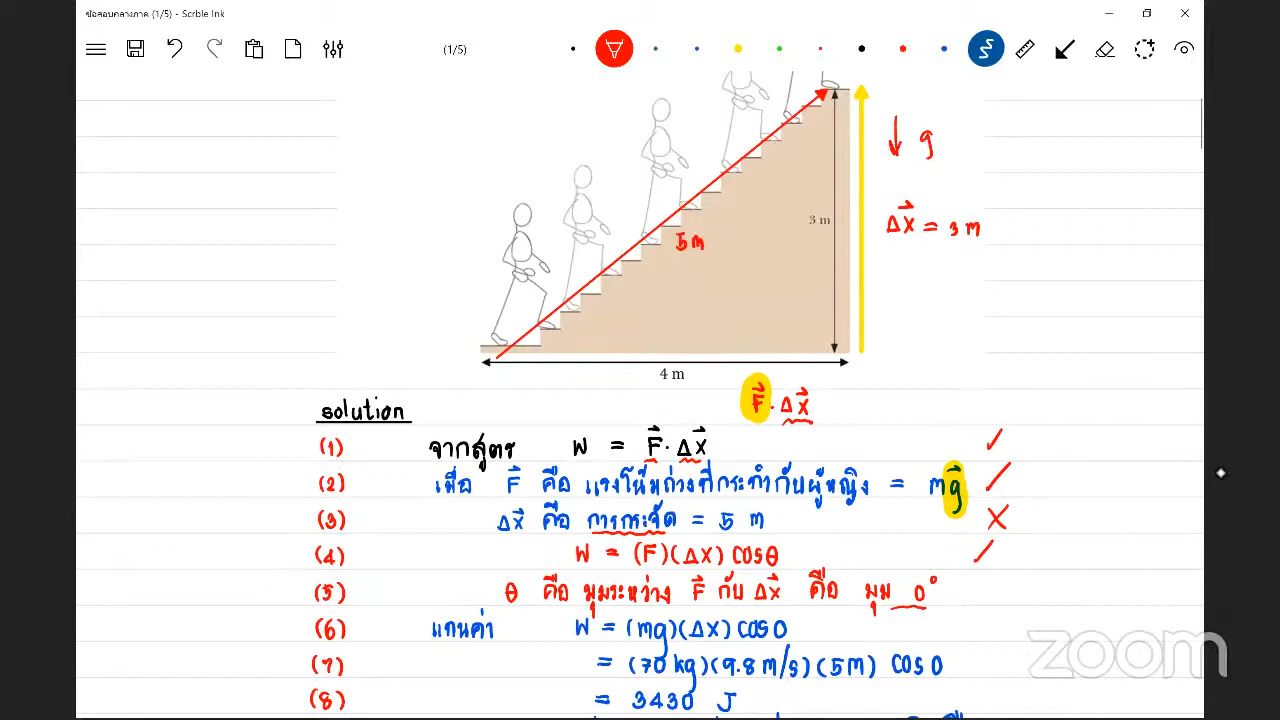 ข้อสอบกลางภาค (1/5) - Scrble Ink
(1/5)
g
3 m
Δx = 3 m
5 m
4 m
F · Δx
solution
(1) จากสูตร W = F · Δx ✓
(2) เมื่อ F คือ แรงโน้มถ่วงที่กระทำกับผู้หญิง = mg ✓
(3) Δx คือ การกระจัด = 5 m ✗
(4) W = (F)(Δx) cosθ ✓
(5) θ คือ มุมระหว่าง F กับ Δx คือ มุม 0°
(6) แทนค่า W = (mg)(Δx) cos0
(7) = (70 kg)(9.8 m/s)(5m) cos0
(8) = 3430 J
zoom